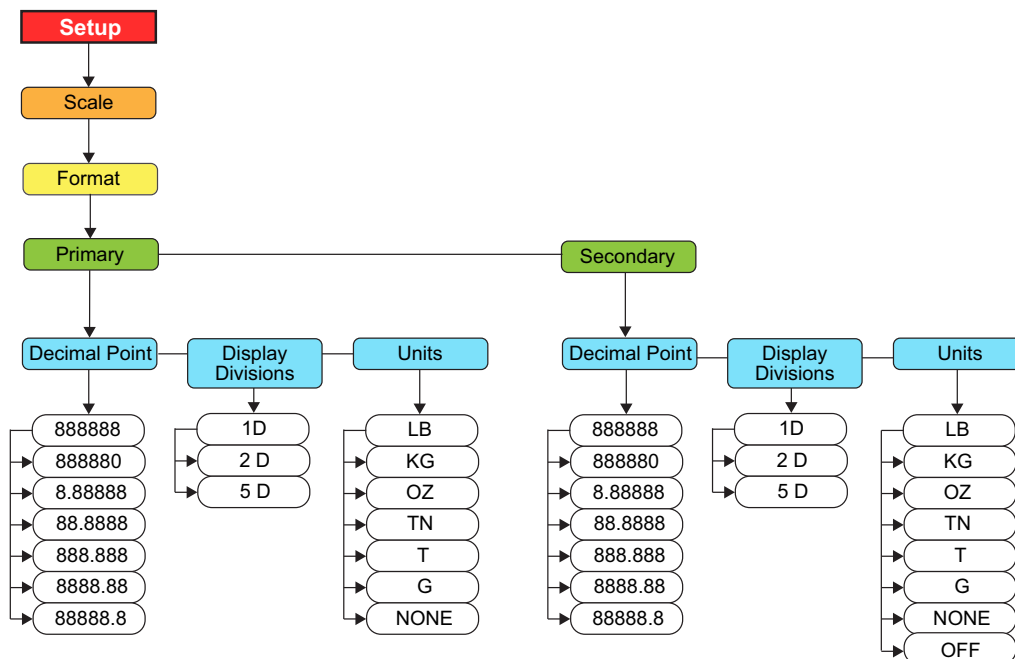 Setup
Scale
Format
Primary
Secondary
Decimal Point
Display
Divisions
Units
Decimal Point
Display
Divisions
Units
888888
888880
8.88888
88.8888
888.888
8888.88
88888.8
1D
2 D
5 D
LB
KG
OZ
TN
T
G
NONE
888888
888880
8.88888
88.8888
888.888
8888.88
88888.8
1D
2 D
5 D
LB
KG
OZ
TN
T
G
NONE
OFF